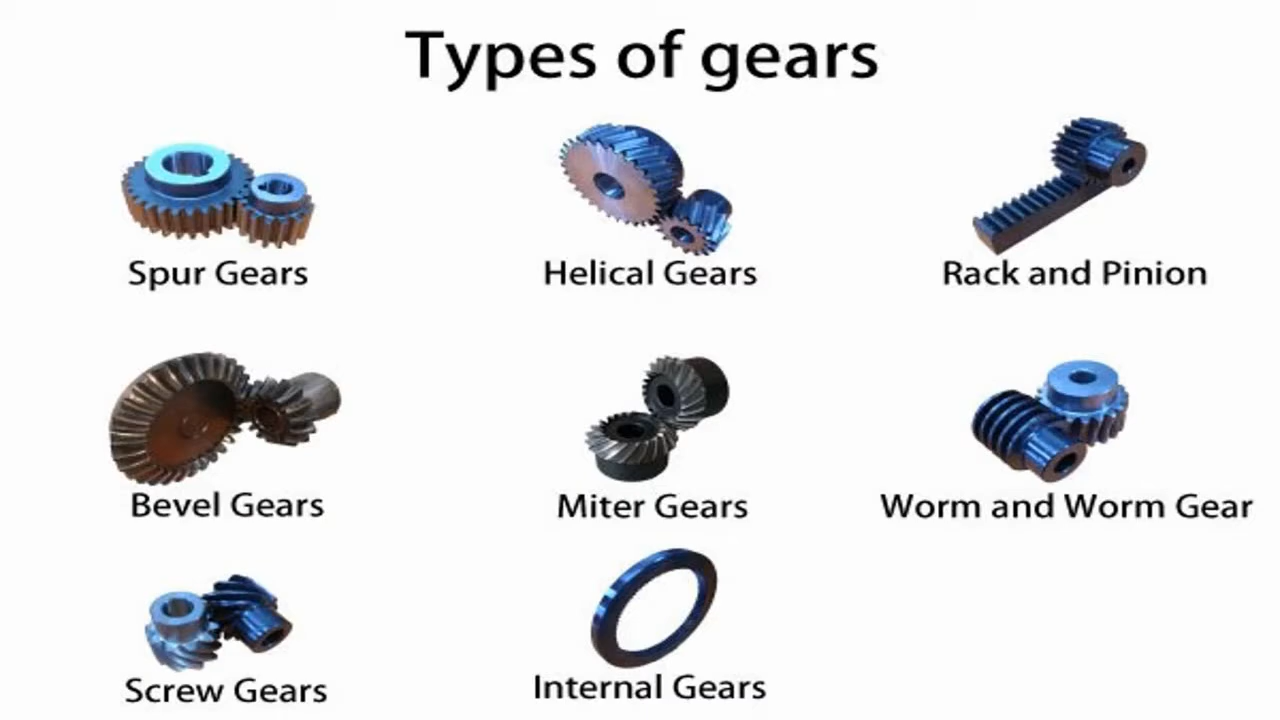 Types of gears
Spur Gears
Helical Gears
Rack and Pinion
Bevel Gears
Miter Gears
Worm and Worm Gear
Screw Gears
Internal Gears